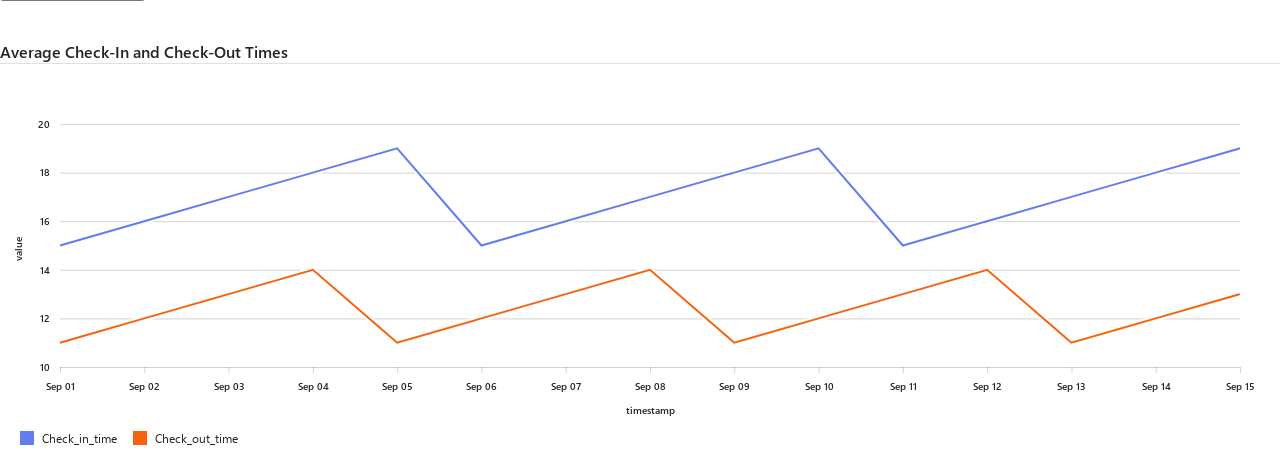 Average Check-In and Check-Out Times
20
18
16
14
12
10
value
Sep 01 Sep 02 Sep 03 Sep 04 Sep 05 Sep 06 Sep 07 Sep 08 Sep 09 Sep 10 Sep 11 Sep 12 Sep 13 Sep 14 Sep 15
timestamp
Check_in_time Check_out_time